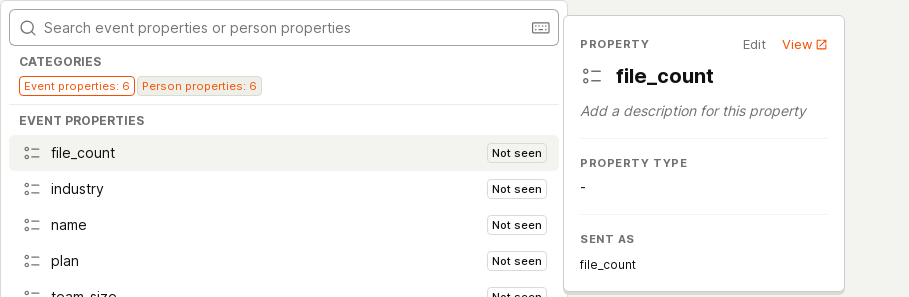 Search event properties or person properties
CATEGORIES
Event properties: 6
Person properties: 6
EVENT PROPERTIES
file_count
Not seen
industry
Not seen
name
Not seen
plan
Not seen
team_size
Not seen
PROPERTY
Edit
View
file_count
Add a description for this property
PROPERTY TYPE
-
SENT AS
file_count